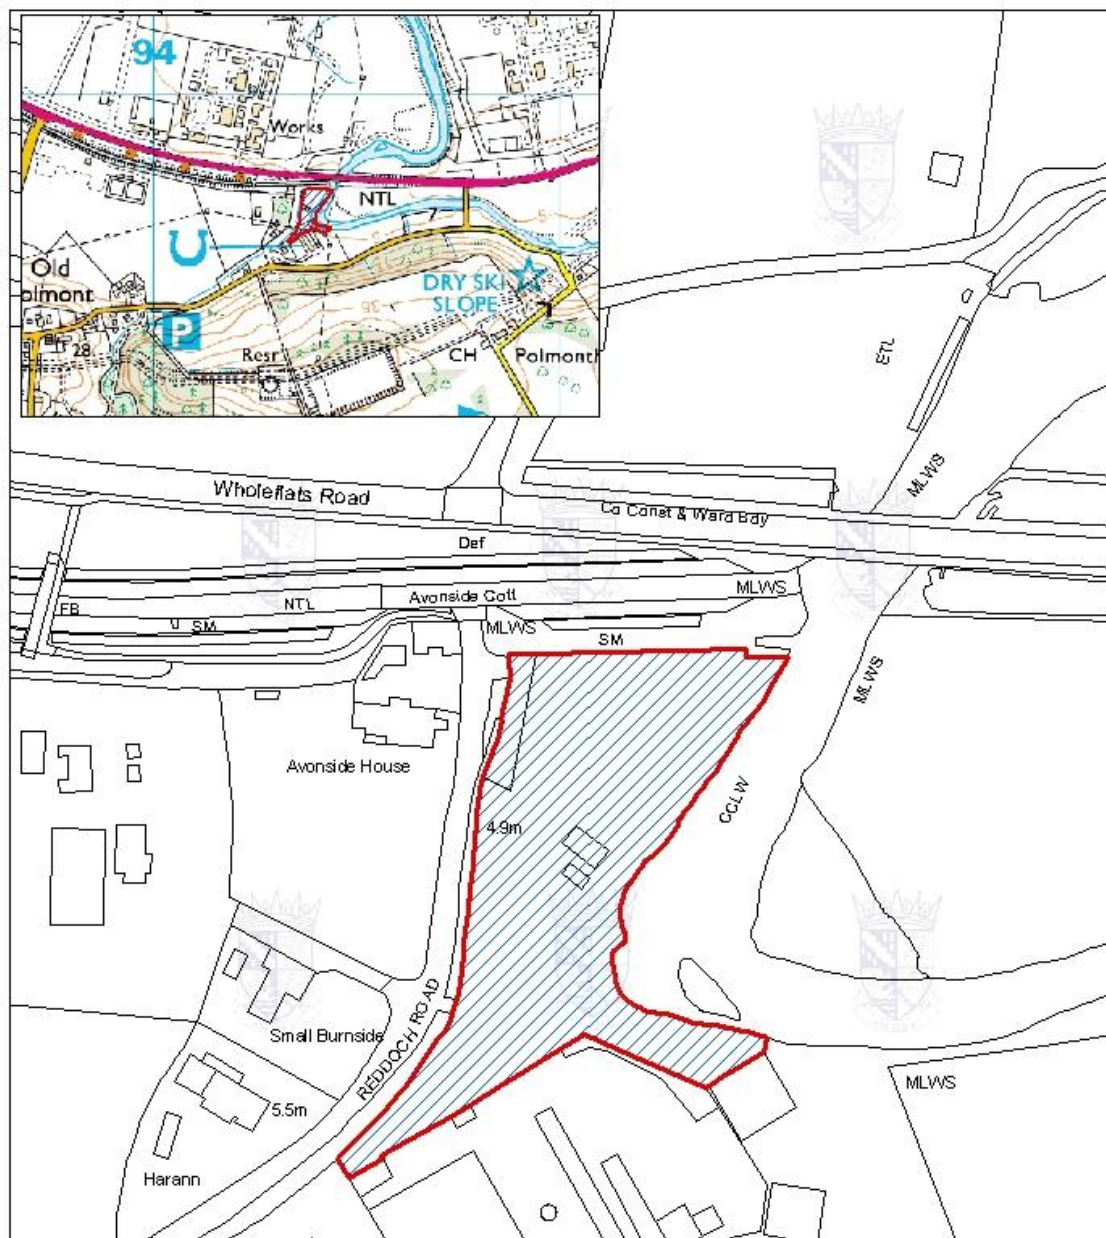 94
Works
NTL
7
Old
olmont
DRY SKI
SLOPE
P
28
Resr
CH
Polmont
35
ETL
MLWS
Wholeflats Road
Co Const & Ward Bdy
Def
MLWS
Avonside Cott
NTL
FB
SM
MLWS
SM
MLWS
Avonside House
CCLW
4.9m
REDDOCH ROAD
Small Burnside
5.5m
MLWS
Harann